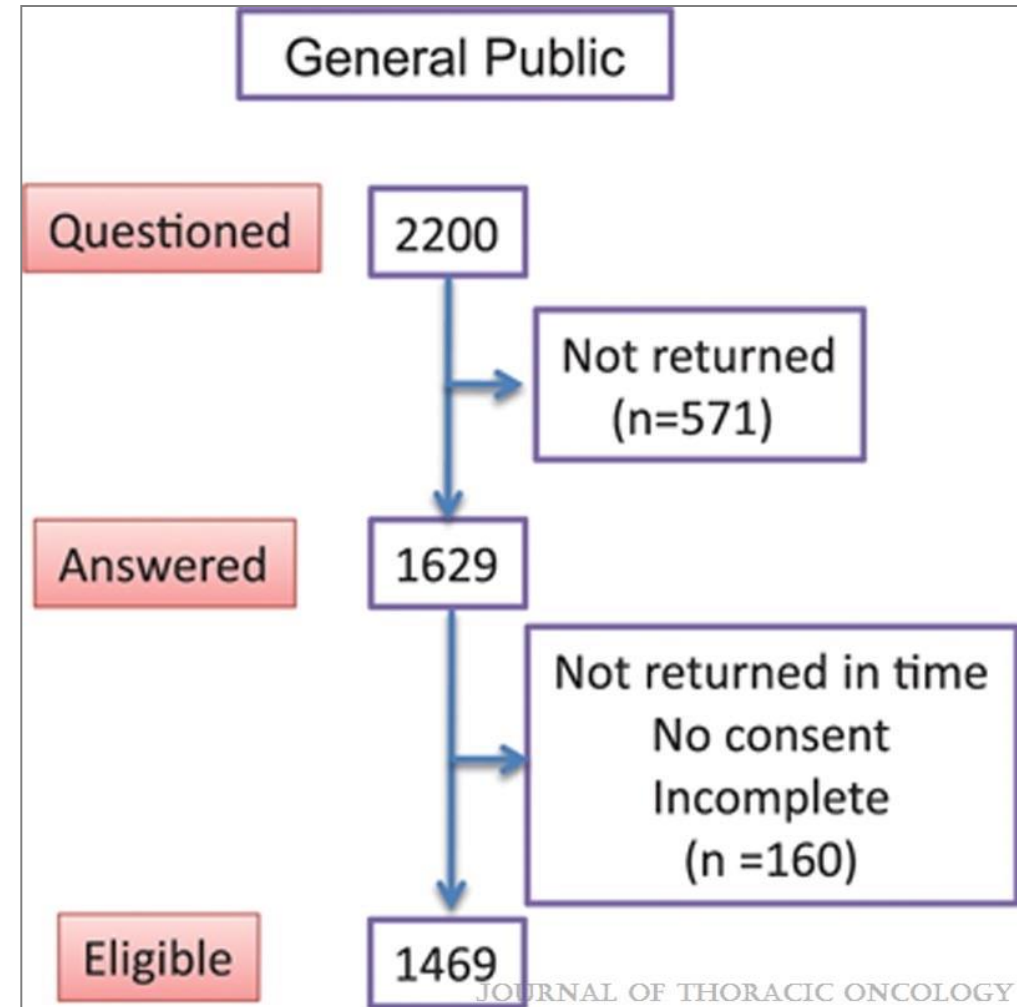 General Public
Questioned
2200
Not returned
(n=571)
Answered
1629
Not returned in time
No consent
Incomplete
(n =160)
Eligible
1469
JOURNAL OF THORACIC ONCOLOGY